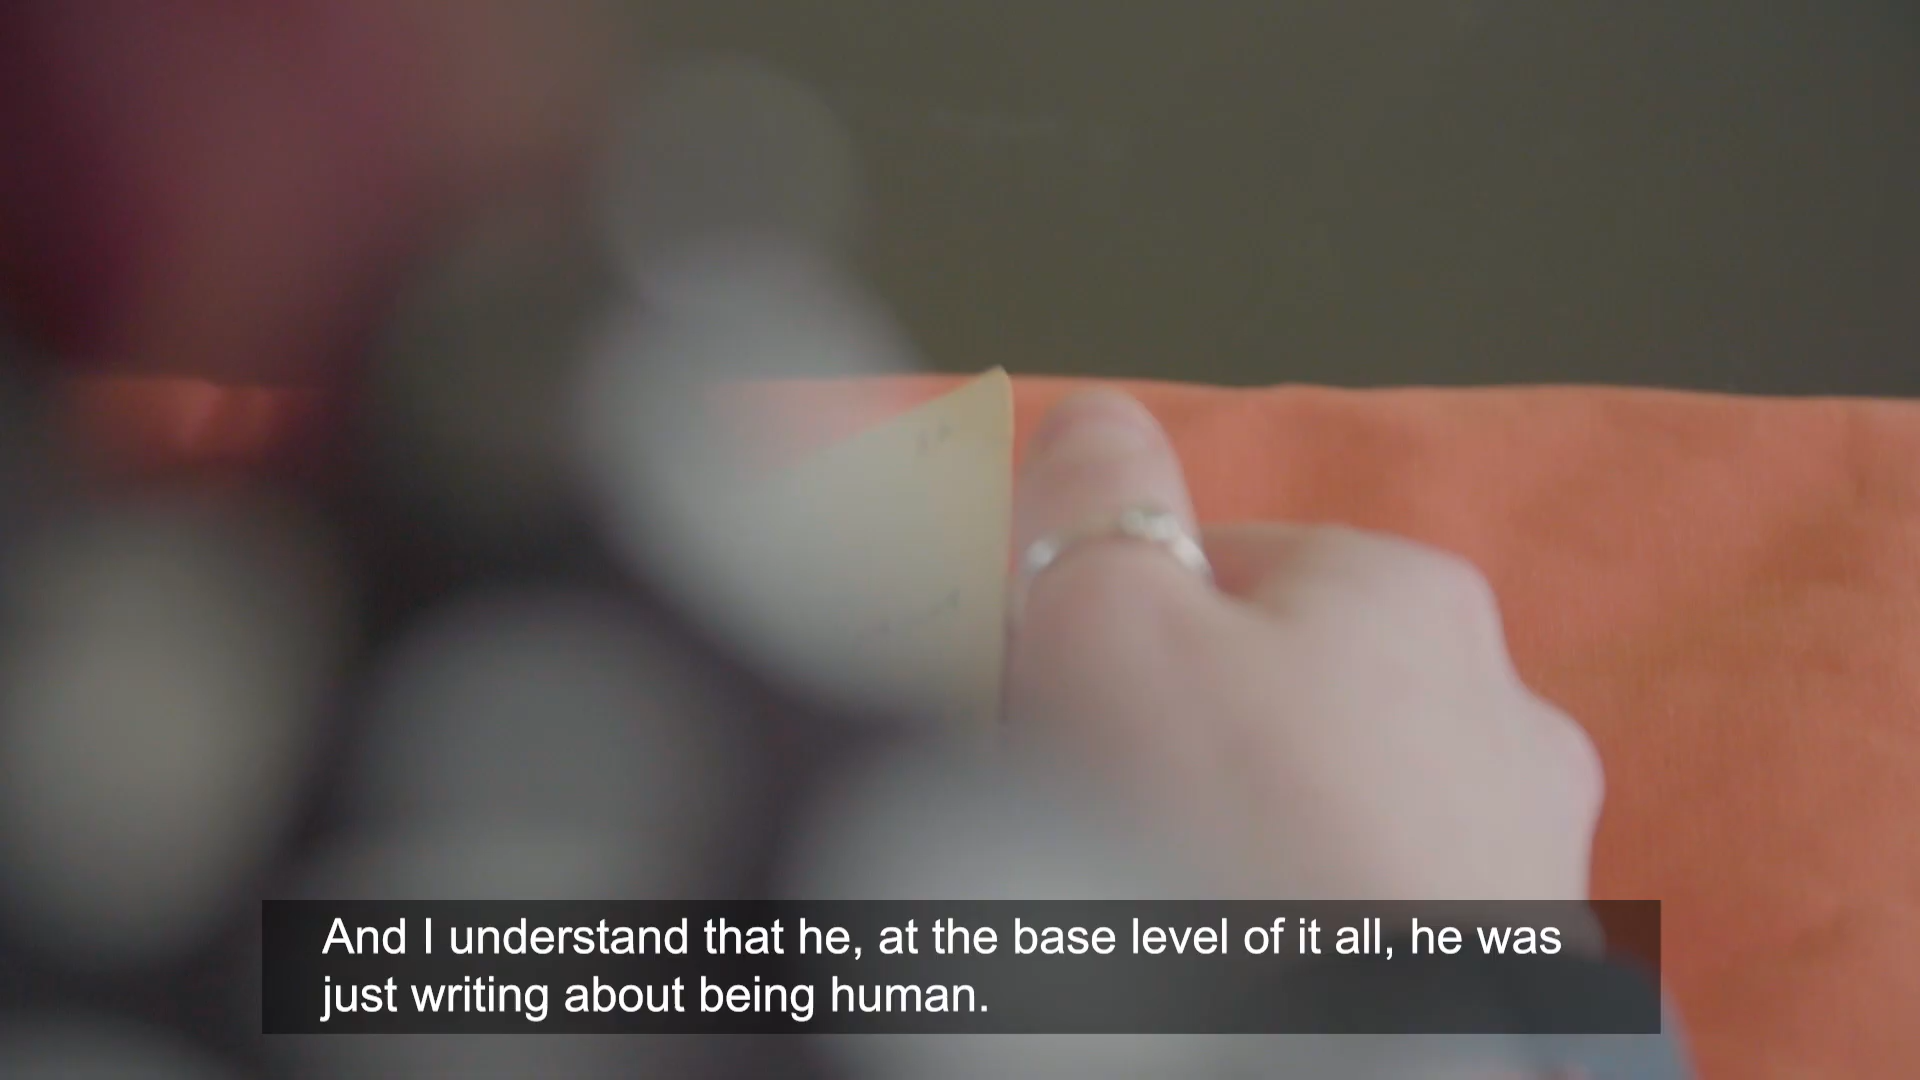 And I understand that he, at the base level of it all, he was
just writing about being human.